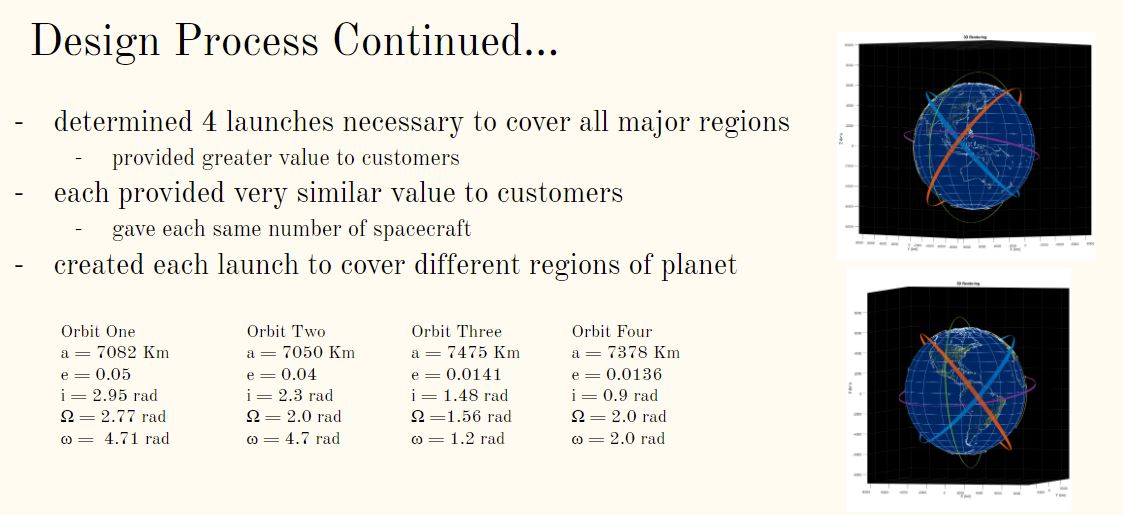 Design Process Continued...
- determined 4 launches necessary to cover all major regions
- provided greater value to customers
- each provided very similar value to customers
- gave each same number of spacecraft
- created each launch to cover different regions of planet
Orbit One
a = 7082 Km
e = 0.05
i = 2.95 rad
Ω = 2.77 rad
ω = 4.71 rad
Orbit Two
a = 7050 Km
e = 0.04
i = 2.3 rad
Ω = 2.0 rad
ω = 4.7 rad
Orbit Three
a = 7475 Km
e = 0.0141
i = 1.48 rad
Ω =1.56 rad
ω = 1.2 rad
Orbit Four
a = 7378 Km
e = 0.0136
i = 0.9 rad
Ω = 2.0 rad
ω = 2.0 rad
3D Rendering
3D Rendering